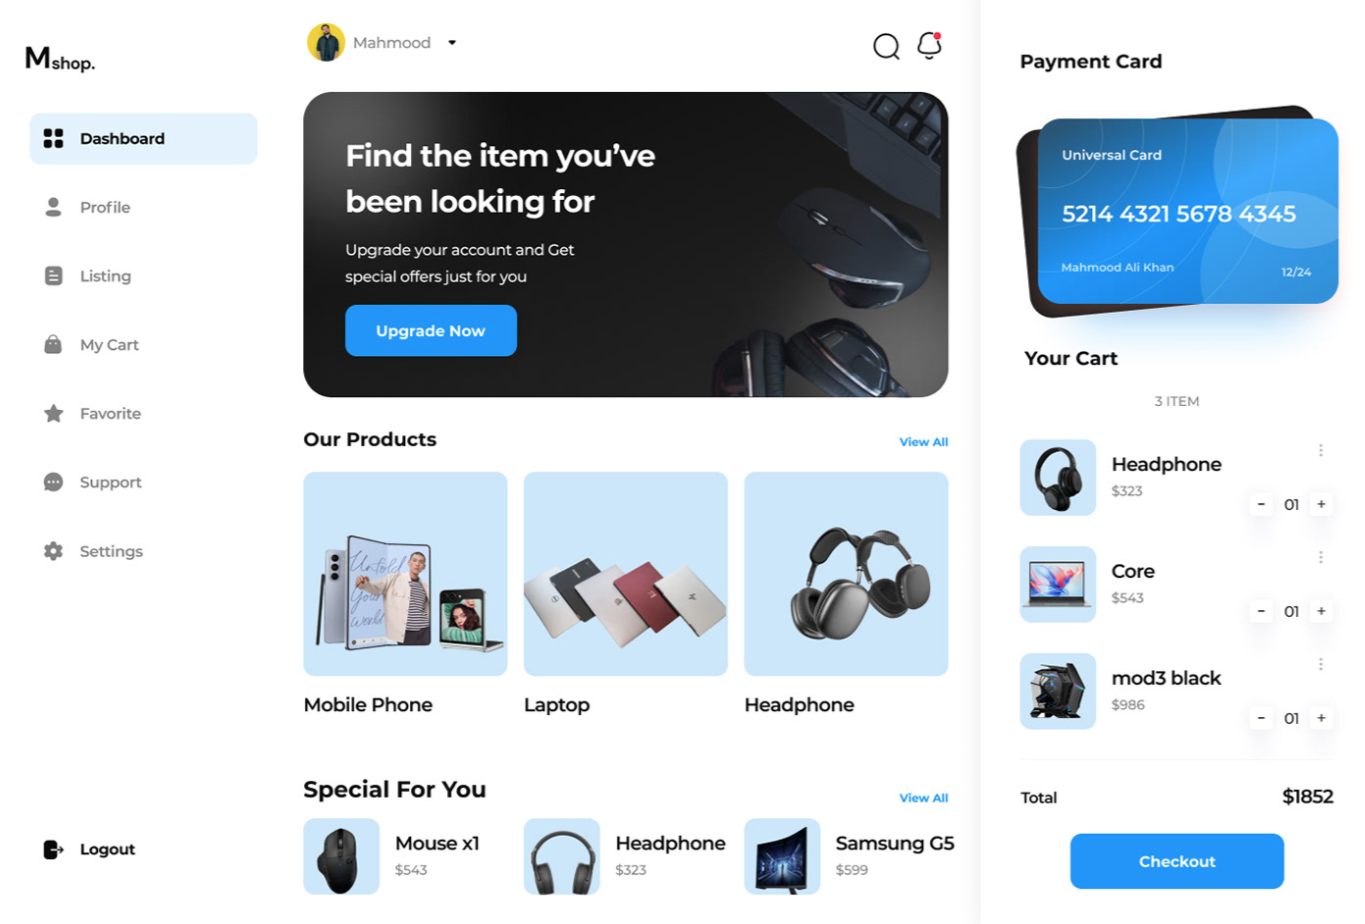 Mshop.
Dashboard
Profile
Listing
My Cart
Favorite
Support
Settings
Logout
Mahmood
Find the item you’ve
been looking for
Upgrade your account and Get
special offers just for you
Upgrade Now
Our Products
View All
Unfold
Your
world
Mobile Phone
Laptop
Headphone
Special For You
View All
Mouse x1
$543
Headphone
$323
Samsung G5
$599
Payment Card
Universal Card
5214 4321 5678 4345
Mahmood Ali Khan
12/24
Your Cart
3 ITEM
Headphone
$323
- 01 +
Core
$543
- 01 +
mod3 black
$986
- 01 +
Total
$1852
Checkout